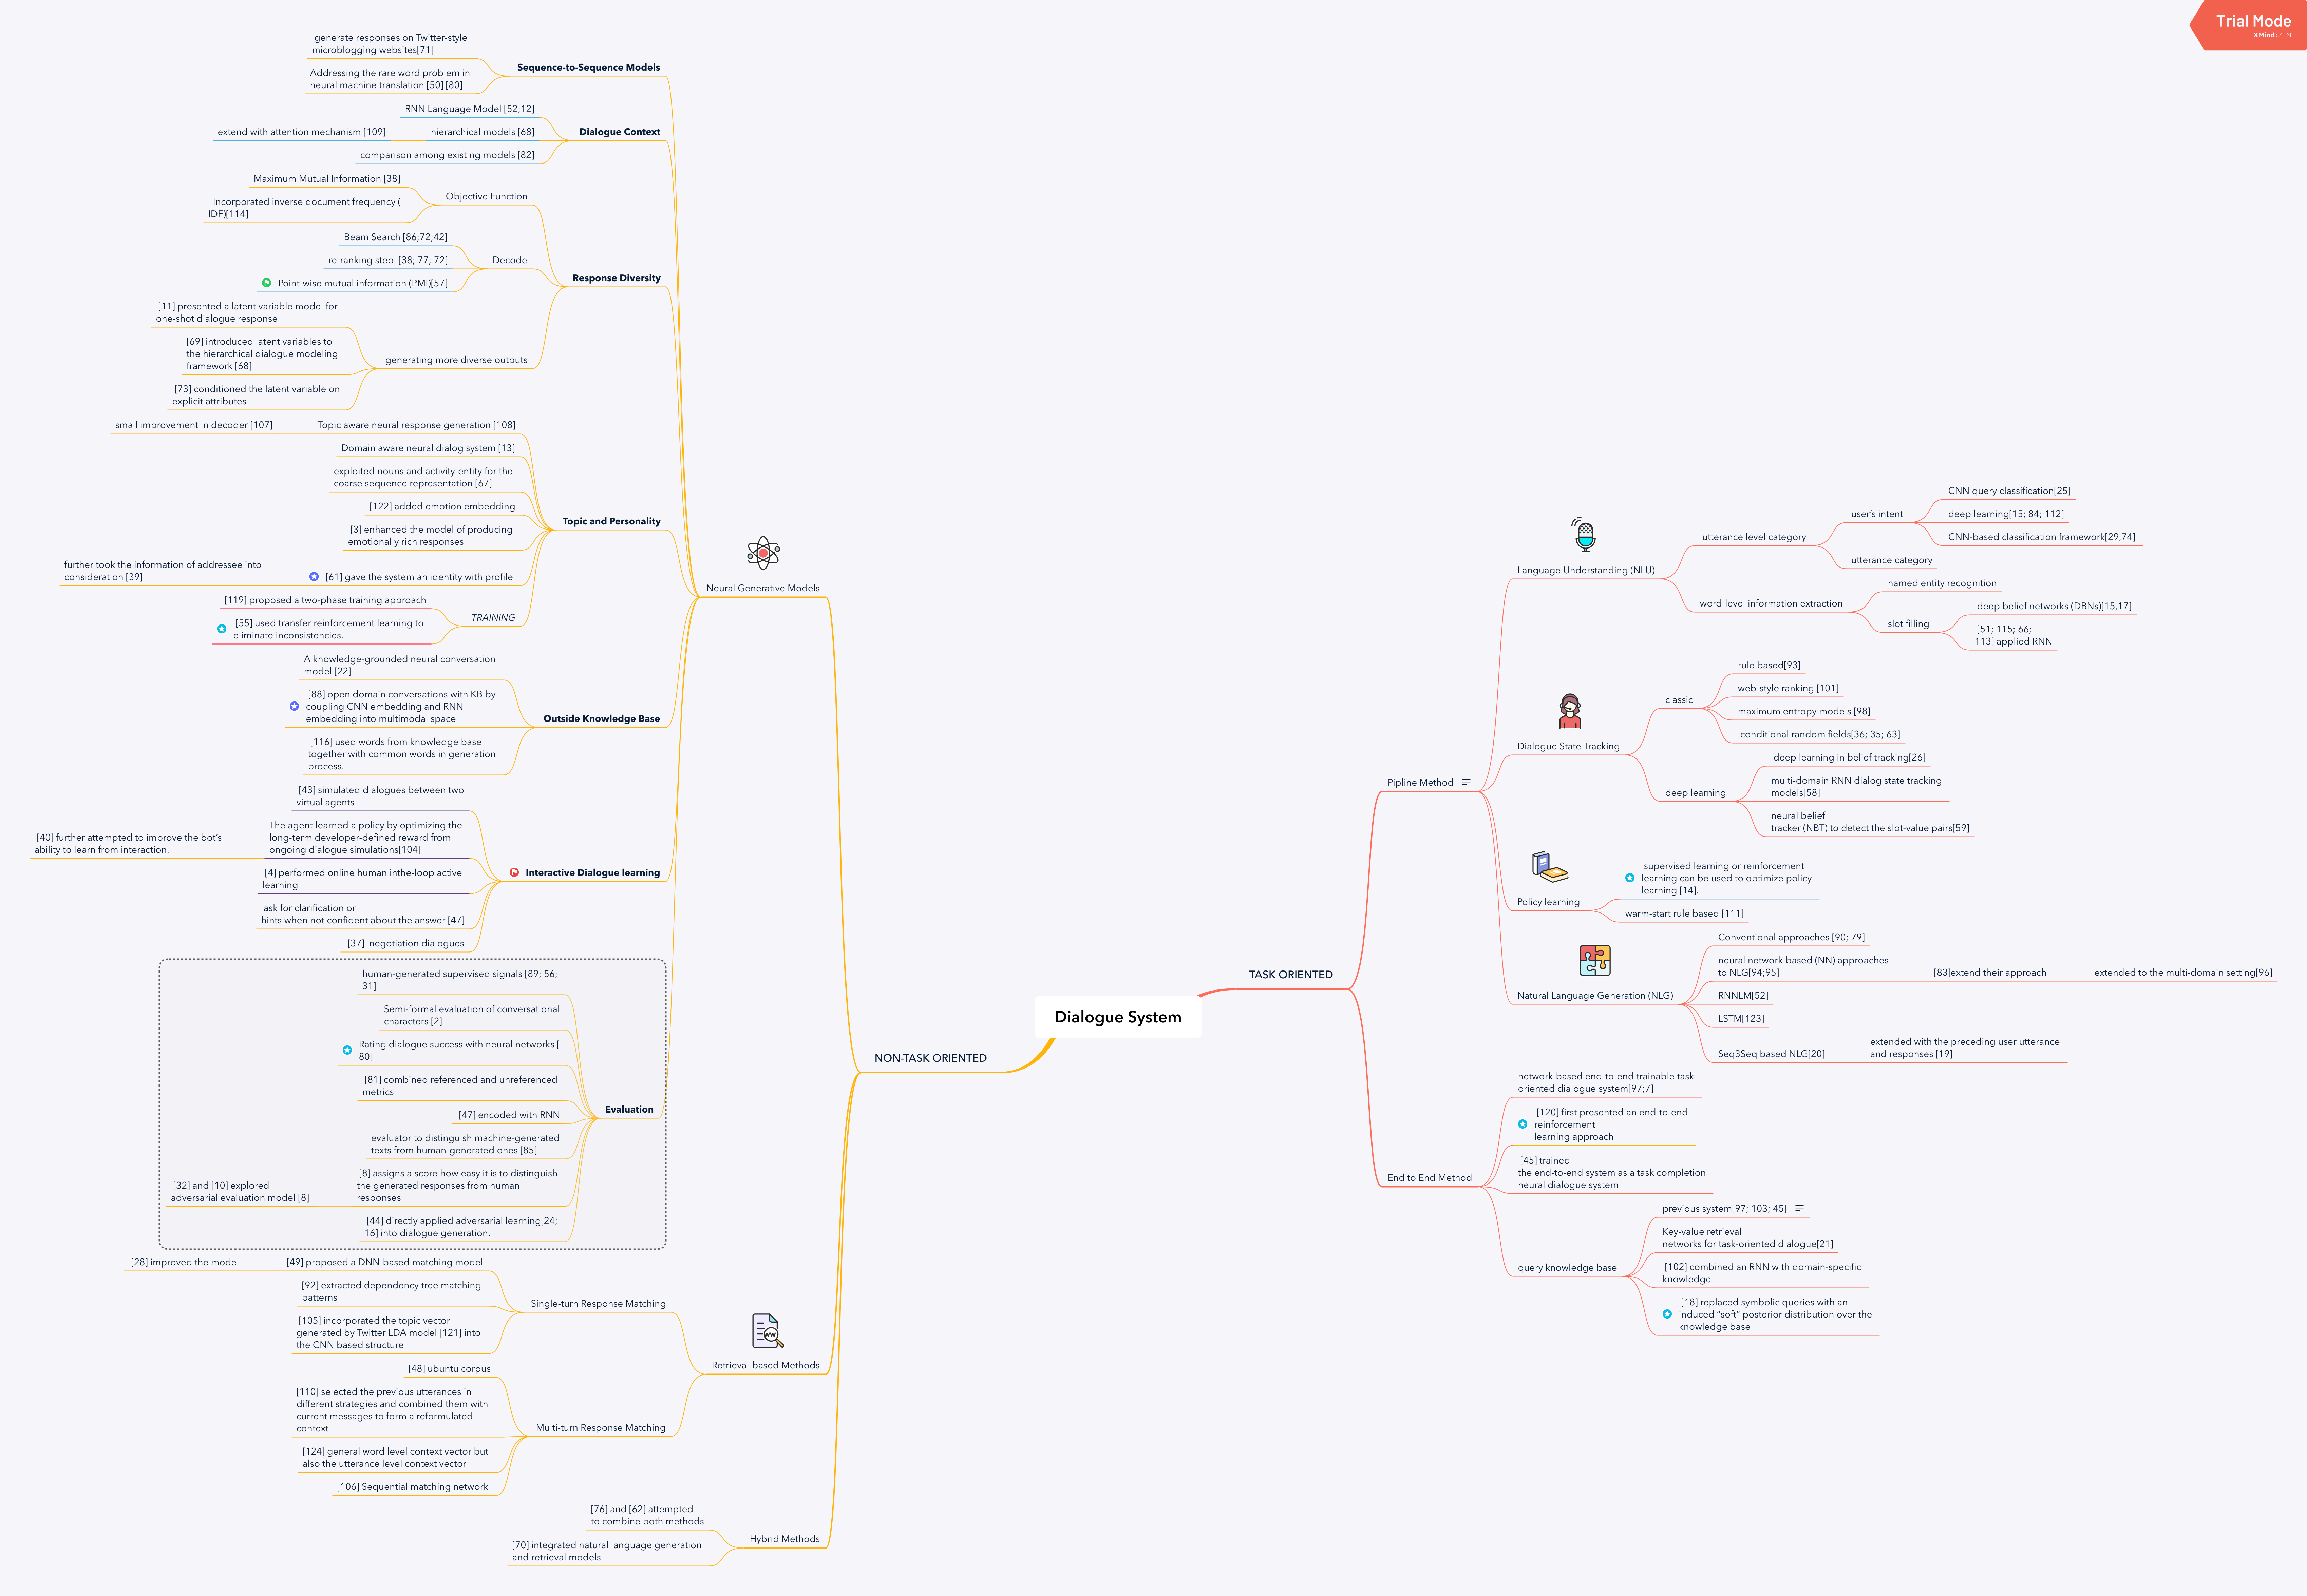 Trial Mode
XMind:ZEN
Dialogue System
TASK ORIENTED
Pipline Method
Language Understanding (NLU)
utterance level category
user's intent
CNN query classification[25]
deep learning[15; 84; 112]
CNN-based classification framework[29,74]
utterance category
word-level information extraction
named entity recognition
slot filling
deep belief networks (DBNs)[15,17]
[51; 115; 66;
113] applied RNN
Dialogue State Tracking
classic
rule based[93]
web-style ranking [101]
maximum entropy models [98]
conditional random fields[36; 35; 63]
deep learning
deep learning in belief tracking[26]
multi-domain RNN dialog state tracking
models[58]
neural belief
tracker (NBT) to detect the slot-value pairs[59]
Policy learning
supervised learning or reinforcement
learning can be used to optimize policy
learning [14].
warm-start rule based [111]
Natural Language Generation (NLG)
Conventional approaches [90; 79]
neural network-based (NN) approaches
to NLG[94;95]
[83]extend their approach
extended to the multi-domain setting[96]
RNNLM[52]
LSTM[123]
Seq3Seq based NLG[20]
extended with the preceding user utterance
and responses [19]
End to End Method
network-based end-to-end trainable task-
oriented dialogue system[97;7]
[120] first presented an end-to-end
reinforcement
learning approach
[45] trained
the end-to-end system as a task completion
neural dialogue system
query knowledge base
previous system[97; 103; 45]
Key-value retrieval
networks for task-oriented dialogue[21]
[102] combined an RNN with domain-specific
knowledge
[18] replaced symbolic queries with an
induced "soft" posterior distribution over the
knowledge base
NON-TASK ORIENTED
Neural Generative Models
Sequence-to-Sequence Models
generate responses on Twitter-style
microblogging websites[71]
Addressing the rare word problem in
neural machine translation [50] [80]
Dialogue Context
RNN Language Model [52;12]
hierarchical models [68]
extend with attention mechanism [109]
comparison among existing models [82]
Response Diversity
Objective Function
Maximum Mutual Information [38]
Incorporated inverse document frequency (
IDF)[114]
Decode
Beam Search [86;72;42]
re-ranking step [38; 77; 72]
Point-wise mutual information (PMI)[57]
generating more diverse outputs
[11] presented a latent variable model for
one-shot dialogue response
[69] introduced latent variables to
the hierarchical dialogue modeling
framework [68]
[73] conditioned the latent variable on
explicit attributes
Topic and Personality
Topic aware neural response generation [108]
small improvement in decoder [107]
Domain aware neural dialog system [13]
exploited nouns and activity-entity for the
coarse sequence representation [67]
[122] added emotion embedding
[3] enhanced the model of producing
emotionally rich responses
[61] gave the system an identity with profile
further took the information of addressee into
consideration [39]
TRAINING
[119] proposed a two-phase training approach
[55] used transfer reinforcement learning to
eliminate inconsistencies.
Outside Knowledge Base
A knowledge-grounded neural conversation
model [22]
[88] open domain conversations with KB by
coupling CNN embedding and RNN
embedding into multimodal space
[116] used words from knowledge base
together with common words in generation
process.
Interactive Dialogue learning
[43] simulated dialogues between two
virtual agents
The agent learned a policy by optimizing the
long-term developer-defined reward from
ongoing dialogue simulations[104]
[40] further attempted to improve the bot's
ability to learn from interaction.
[4] performed online human inthe-loop active
learning
ask for clarification or
hints when not confident about the answer [47]
[37] negotiation dialogues
Evaluation
human-generated supervised signals [89; 56;
31]
Semi-formal evaluation of conversational
characters [2]
Rating dialogue success with neural networks [
80]
[81] combined referenced and unreferenced
metrics
[47] encoded with RNN
evaluator to distinguish machine-generated
texts from human-generated ones [85]
[8] assigns a score how easy it is to distinguish
the generated responses from human
responses
[32] and [10] explored
adversarial evaluation model [8]
[44] directly applied adversarial learning[24;
16] into dialogue generation.
Retrieval-based Methods
Single-turn Response Matching
[49] proposed a DNN-based matching model
[28] improved the model
[92] extracted dependency tree matching
patterns
[105] incorporated the topic vector
generated by Twitter LDA model [121] into
the CNN based structure
Multi-turn Response Matching
[48] ubuntu corpus
[110] selected the previous utterances in
different strategies and combined them with
current messages to form a reformulated
context
[124] general word level context vector but
also the utterance level context vector
[106] Sequential matching network
Hybrid Methods
[76] and [62] attempted
to combine both methods
[70] integrated natural language generation
and retrieval models